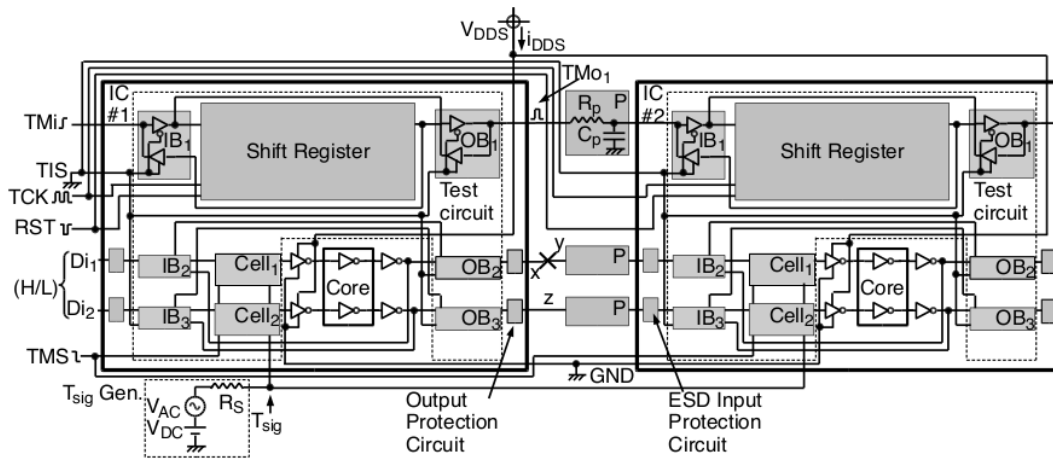 VDDS
iDDS
TMo1
IC #1
TMi
IB1
Shift Register
OB1
Test circuit
Rp
Cp
P
IC #2
IB1
Shift Register
OB1
Test circuit
TIS
TCK
RST
(H/L)
Di1
IB2
Cell1
Core
OB2
x
y
P
IB2
Cell1
Core
OB2
Di2
IB3
Cell2
OB3
z
P
IB3
Cell2
OB3
TMS
GND
Tsig Gen.
VAC
VDC
RS
Tsig
Output Protection Circuit
ESD Input Protection Circuit